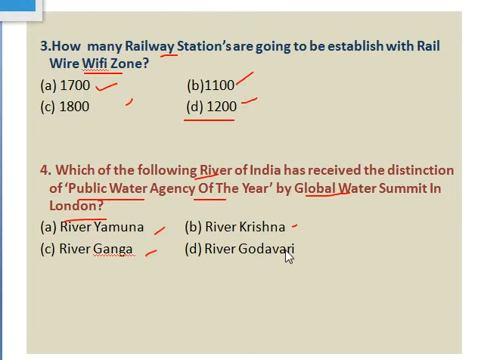 3.How many Railway Station's are going to be establish with Rail
Wire Wifi Zone?
(a) 1700 (b)1100
(c) 1800 (d) 1200
4. Which of the following River of India has received the distinction
of ‘Public Water Agency Of The Year’ by Global Water Summit In
London?
(a) River Yamuna (b) River Krishna
(c) River Ganga (d) River Godavari